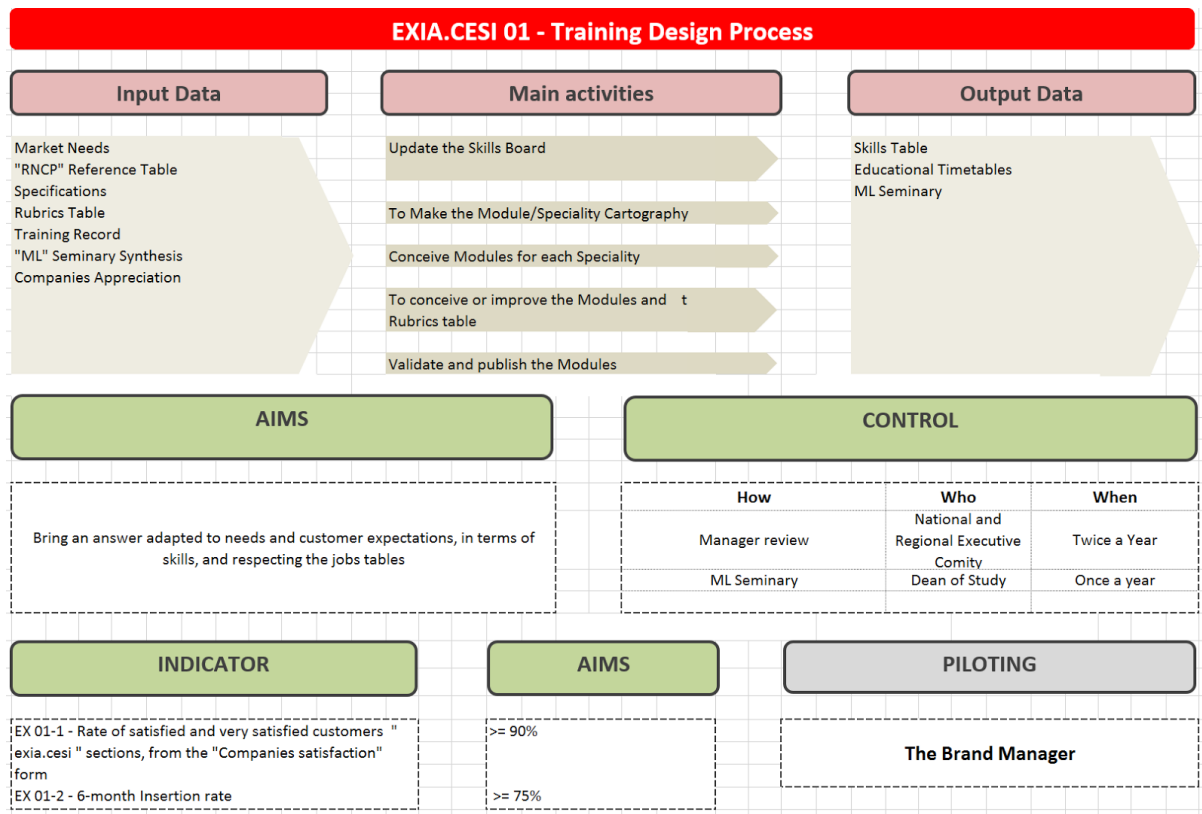 EXIA.CESI 01 - Training Design Process
Input Data
Main activities
Output Data
Market Needs
"RNCP" Reference Table
Specifications
Rubrics Table
Training Record
"ML" Seminary Synthesis
Companies Appreciation
Update the Skills Board
To Make the Module/Speciality Cartography
Conceive Modules for each Speciality
To conceive or improve the Modules and t
Rubrics table
Validate and publish the Modules
Skills Table
Educational Timetables
ML Seminary
AIMS
Bring an answer adapted to needs and customer expectations, in terms of
skills, and respecting the jobs tables
CONTROL
How Who When
Manager review
National and
Regional Executive
Comity
Twice a Year
ML Seminary Dean of Study Once a year
INDICATOR
EX 01-1 - Rate of satisfied and very satisfied customers "
exia.cesi " sections, from the "Companies satisfaction"
form
EX 01-2 - 6-month Insertion rate
AIMS
>= 90%
>= 75%
PILOTING
The Brand Manager